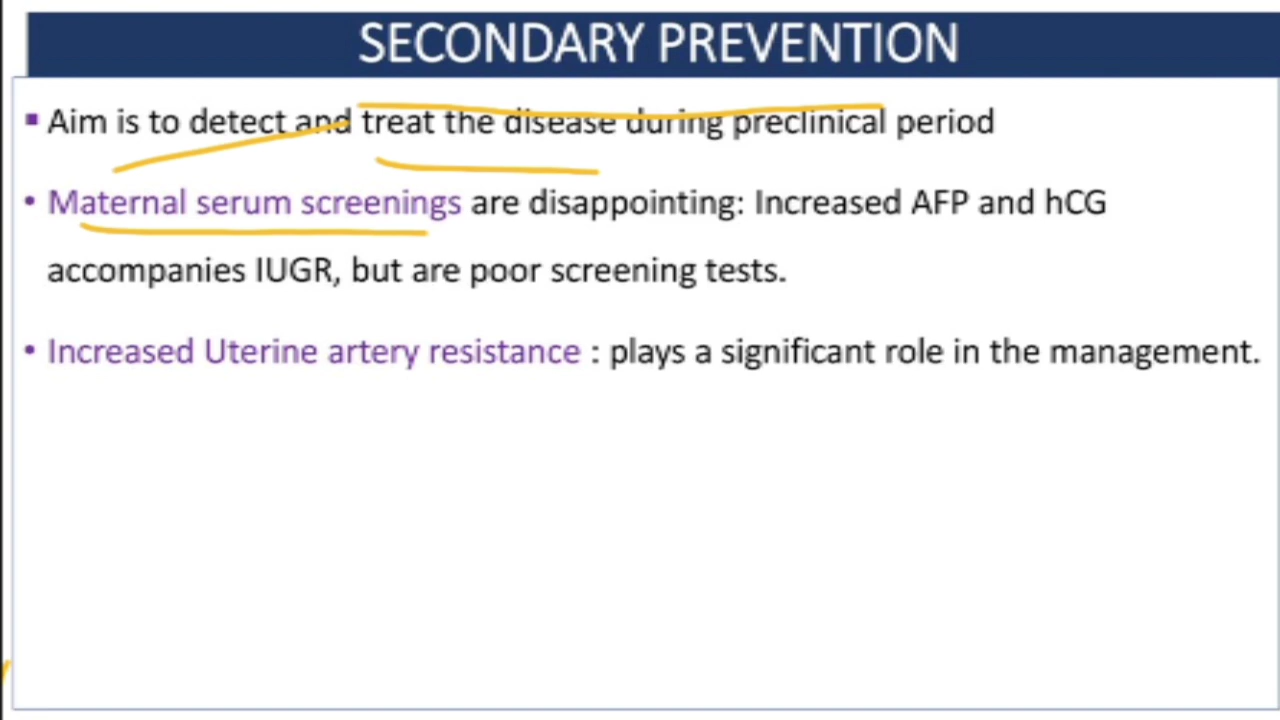 SECONDARY PREVENTION
▪ Aim is to detect and treat the disease during preclinical period
• Maternal serum screenings are disappointing: Increased AFP and hCG
accompanies IUGR, but are poor screening tests.
• Increased Uterine artery resistance : plays a significant role in the management.